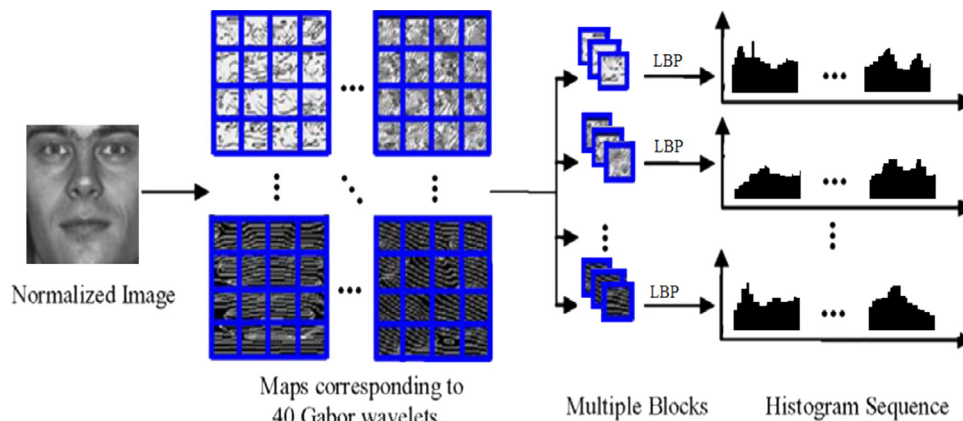 LBP
LBP
LBP
Normalized Image
Maps corresponding to
40 Gabor wavelets
Multiple Blocks
Histogram Sequence